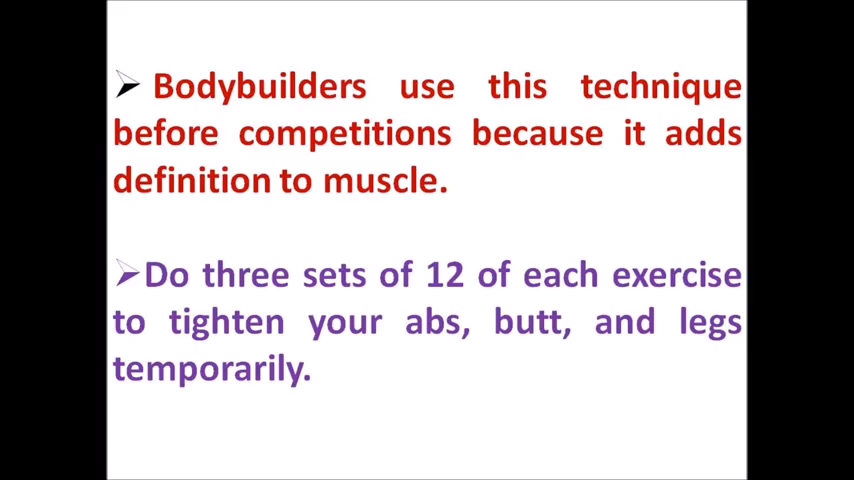 ➢ Bodybuilders use this technique
before competitions because it adds
definition to muscle.
➢Do three sets of 12 of each exercise
to tighten your abs, butt, and legs
temporarily.